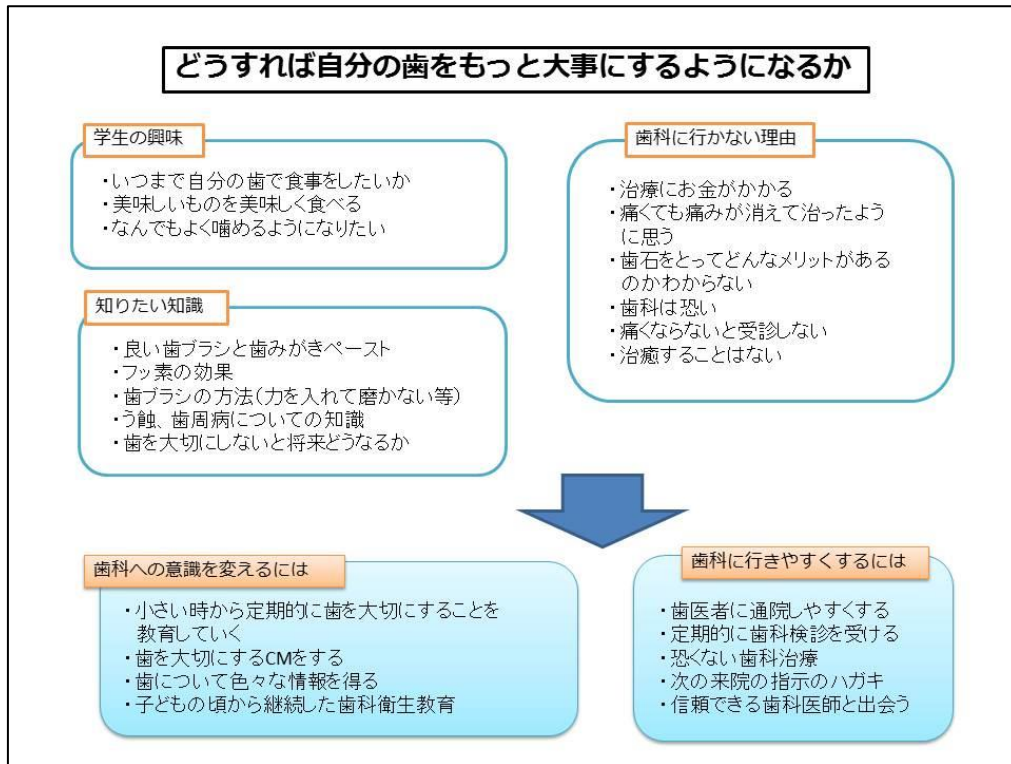 どうすれば自分の歯をもっと大事にするようになるか
学生の興味
・いつまで自分の歯で食事をしたいか
・美味しいものを美味しく食べる
・なんでもよく噛めるようになりたい
知りたい知識
・良い歯ブラシと歯みがきペースト
・フッ素の効果
・歯ブラシの方法(力を入れて磨かない等)
・う蝕、歯周病についての知識
・歯を大切にしないと将来どうなるか
歯科に行かない理由
・治療にお金がかかる
・痛くても痛みが消えて治ったよう
に思う
・歯石をとってどんなメリットがある
のかわからない
・歯科は恐い
・痛くならないと受診しない
・治癒することはない
歯科への意識を変えるには
・小さい時から定期的に歯を大切にすることを
教育していく
・歯を大切にするCMをする
・歯について色々な情報を得る
・子どもの頃から継続した歯科衛生教育
歯科に行きやすくするには
・歯医者に通院しやすくする
・定期的に歯科検診を受ける
・恐くない歯科治療
・次の来院の指示のハガキ
・信頼できる歯科医師と出会う